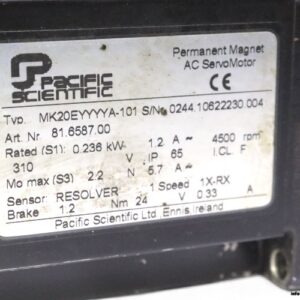 PACIFIC
SCIENTIFIC
Permanent Magnet
AC ServoMotor
CE
Typ. MK20EYYYYA-101 S/No. 0244.10622230.004
Art. Nr 81.6587.00
Rated (S1): 0.236 kW 1.2 A~ 4500 rpm
310 V IP 65 I.CL F
Mo max (S3) 2.2 N 5.7 A~
Sensor: RESOLVER 1 Speed 1X-RX
Brake: 1.2 Nm 24 V 0.33 A
Pacific Scientific Ltd. Ennis Ireland